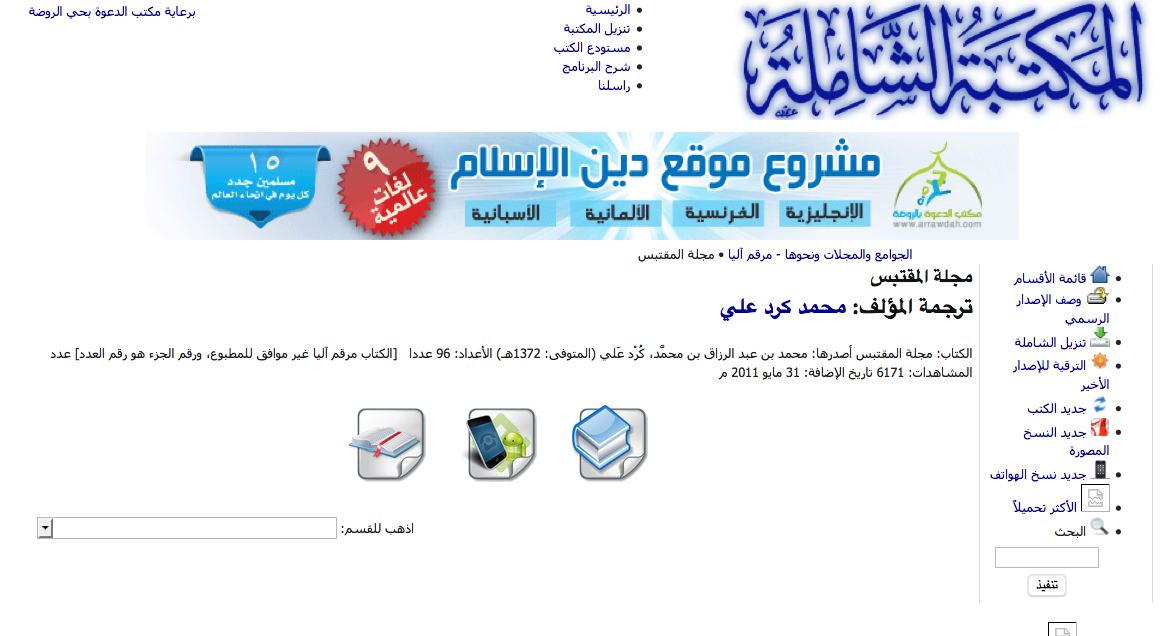 المكتبة الشاملة
الرئيسية
تنزيل المكتبة
مستودع الكتب
شرح البرنامج
راسلنا
برعاية مكتب الدعوة بحي الروضة
مشروع موقع دين الإسلام
الإنجليزية الفرنسية الألمانية الأسبانية
٩
لغات
عالمية
١٥
مسلمين جدد
كل يوم في انحاء العالم
مكتب الدعوة بالروضة
www.arrawdah.com
الجوامع والمجلات ونحوها - مرقم آليا • مجلة المقتبس
قائمة الأقسام
وصف الإصدار
الرسمي
تنزيل الشاملة
الترقية للإصدار
الأخير
جديد الكتب
جديد النسخ
المصورة
جديد نسخ الهواتف
الأكثر تحميلاً
البحث
تنفيذ
مجلة المقتبس
ترجمة المؤلف: محمد كرد علي
الكتاب: مجلة المقتبس أصدرها: محمد بن عبد الرزاق بن محمَّد، كُرْد عَلي (المتوفى: 1372هـ) الأعداد: 96 عددا [الكتاب مرقم آليا غير موافق للمطبوع، ورقم الجزء هو رقم العدد] عدد
المشاهدات: 6171 تاريخ الإضافة: 31 مايو 2011 م
اذهب للقسم: